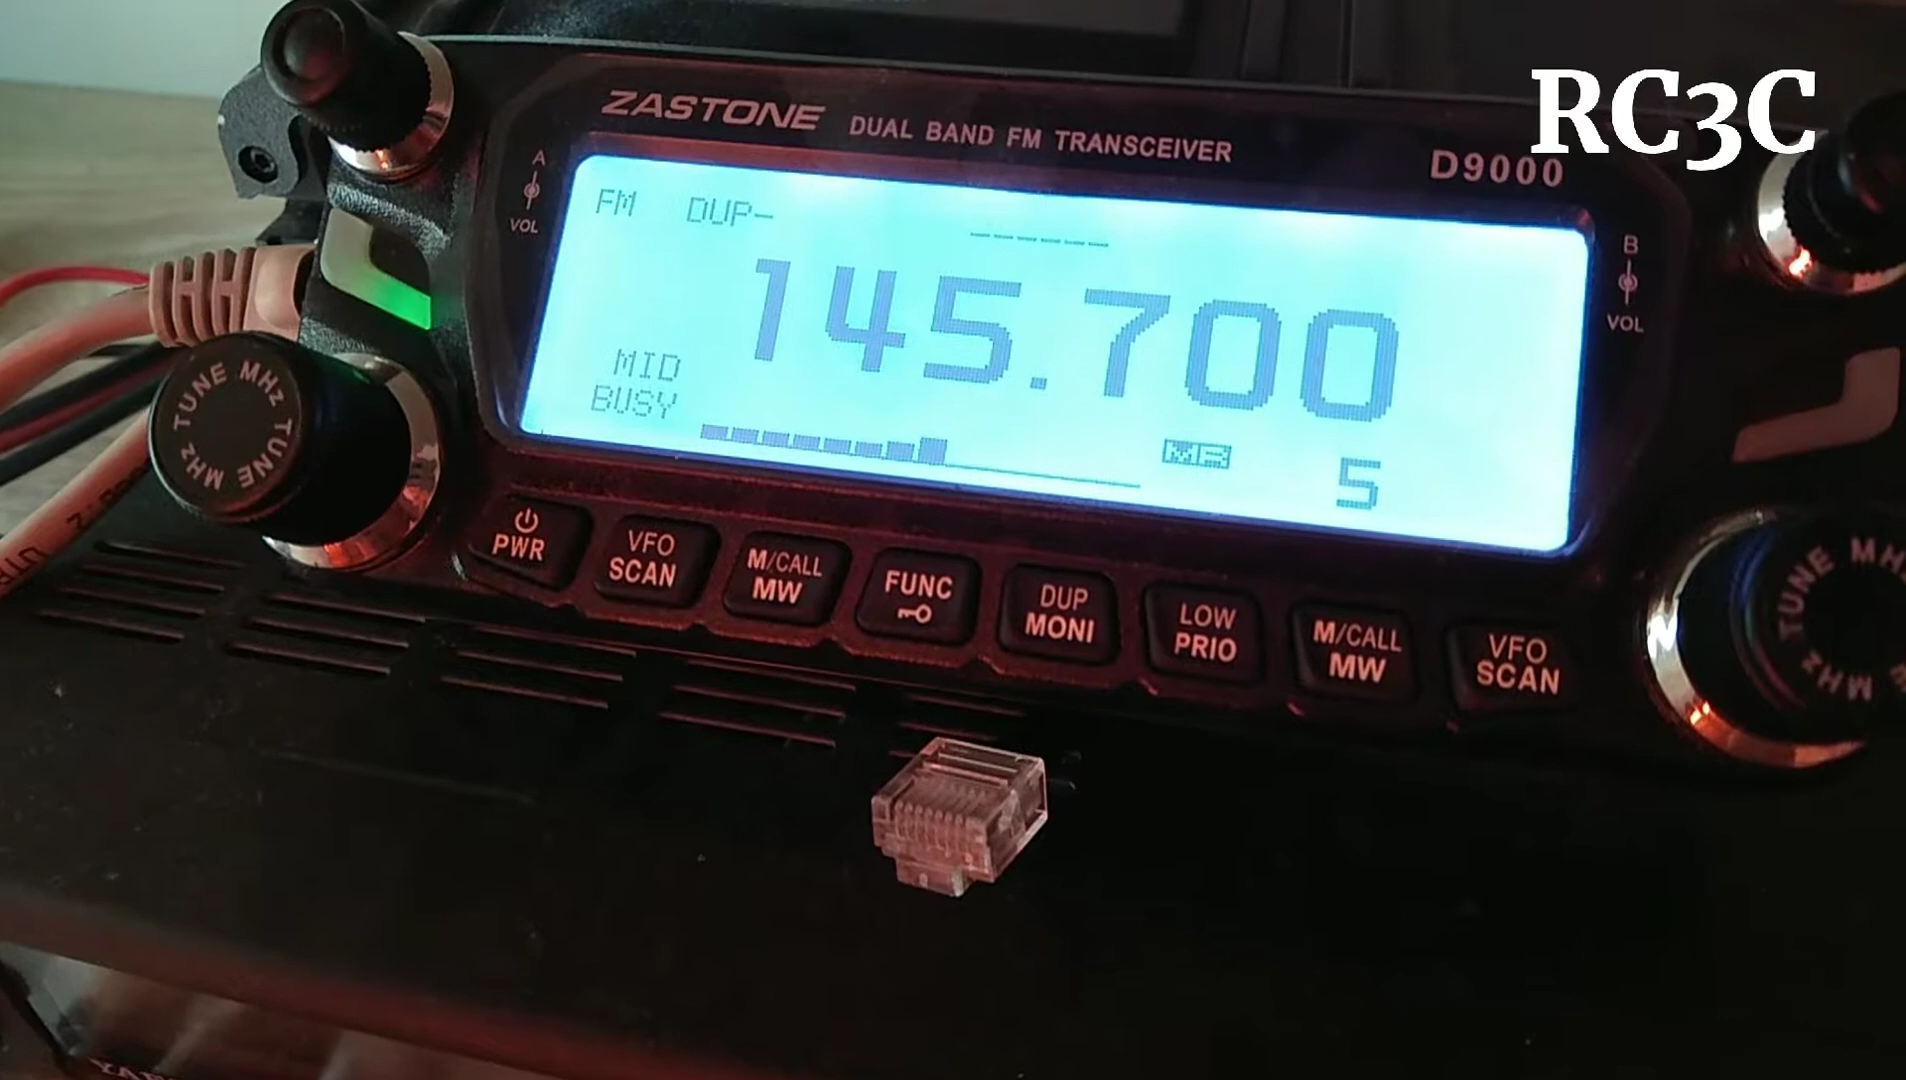 RC3C
ZASTONE DUAL BAND FM TRANSCEIVER D9000
A
VOL
B
VOL
FM DUP-
145.700
MID
BUSY
5
TUNE MHz TUNE MHz
PWR
VFO
SCAN
M/CALL
MW
FUNC
DUP
MONI
LOW
PRIO
M/CALL
MW
VFO
SCAN
TUNE MHz